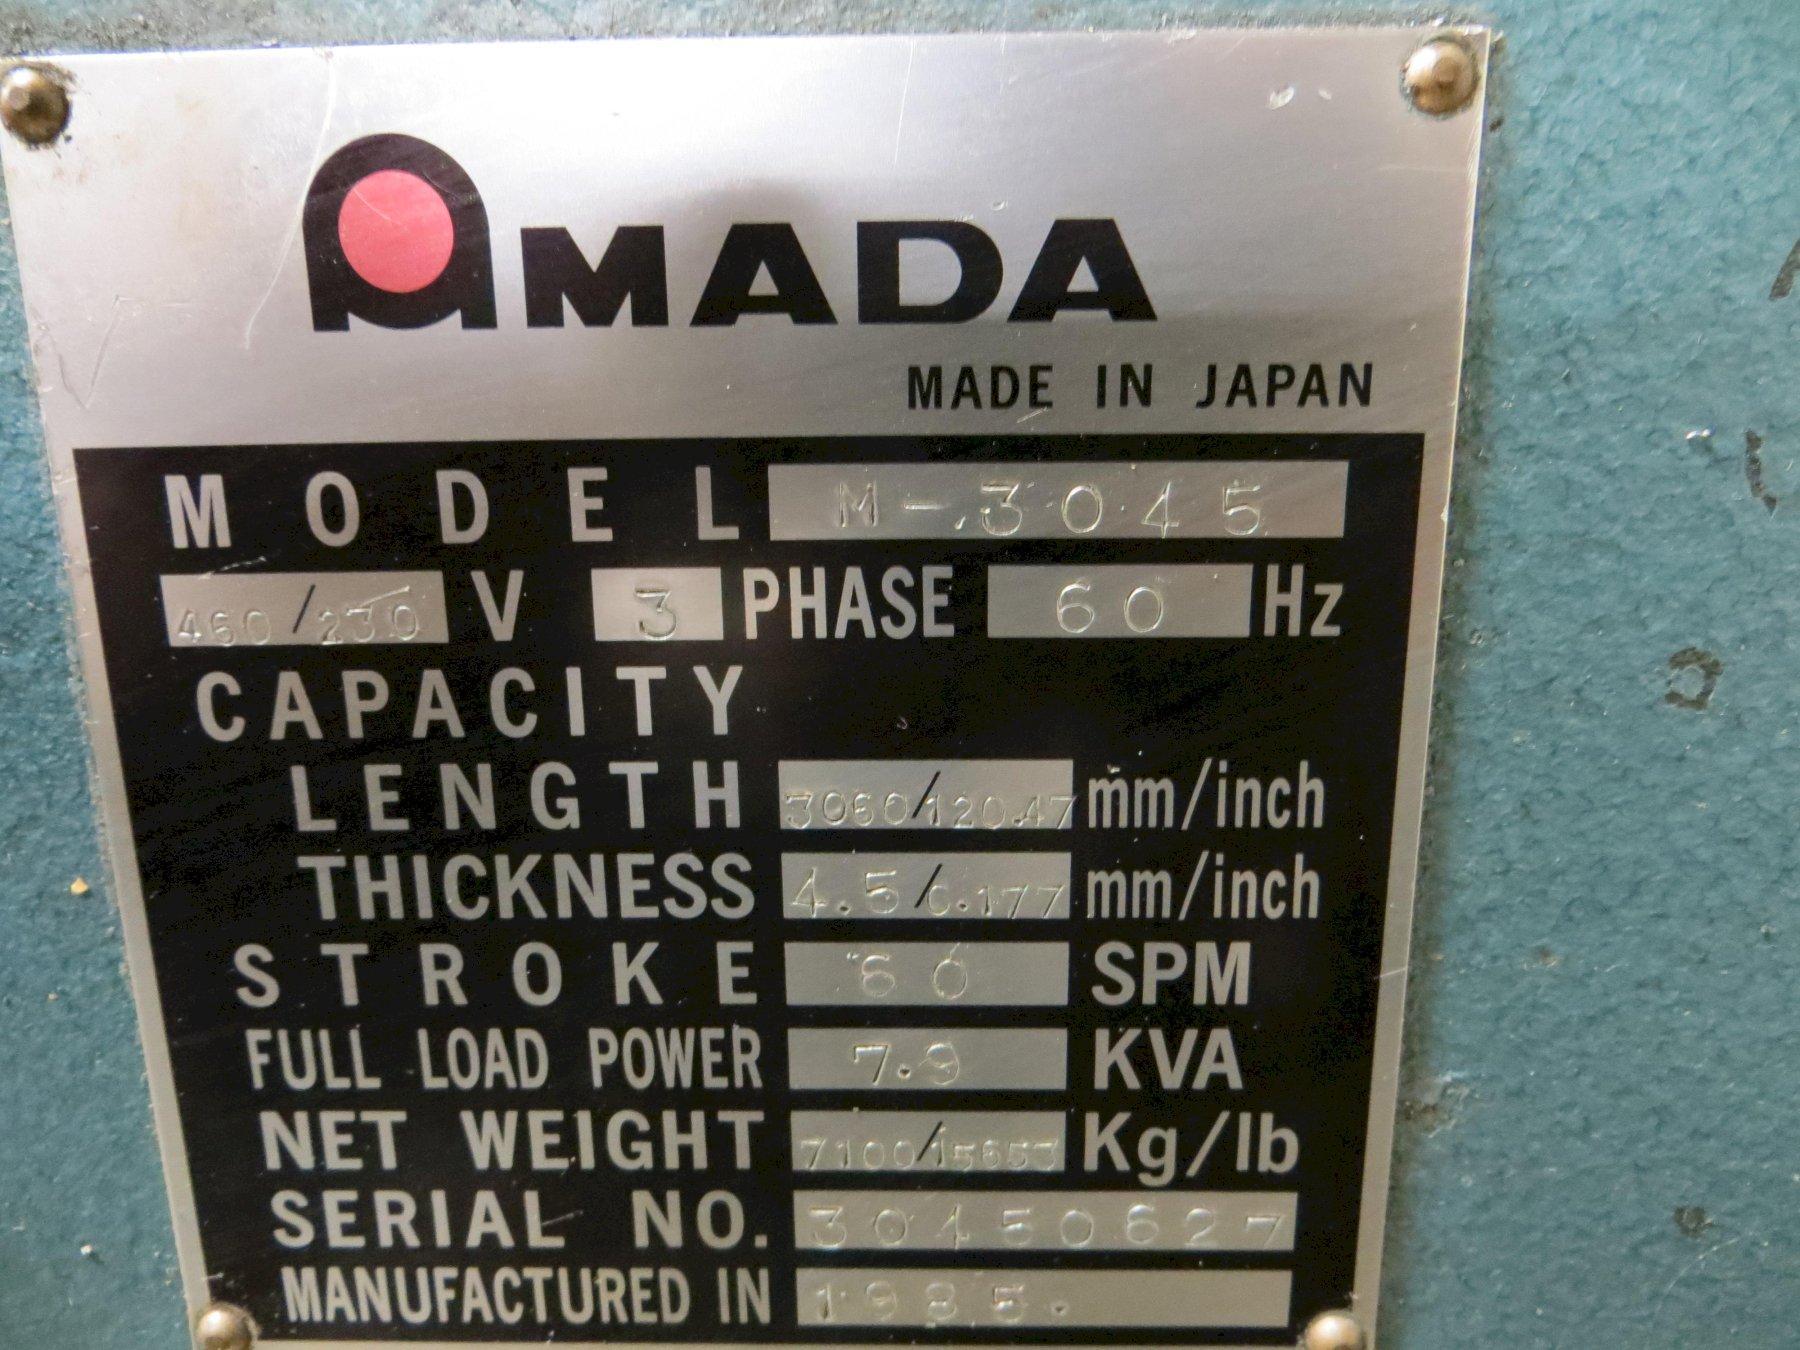 AMADA
MADE IN JAPAN
MODEL M-3045
460/230 V 3 PHASE 60 Hz
CAPACITY
LENGTH 3060/120.47 mm/inch
THICKNESS 4.5/0.177 mm/inch
STROKE 60 SPM
FULL LOAD POWER 7.9 KVA
NET WEIGHT 7100/15653 Kg/lb
SERIAL NO. 30450627
MANUFACTURED IN 1985.